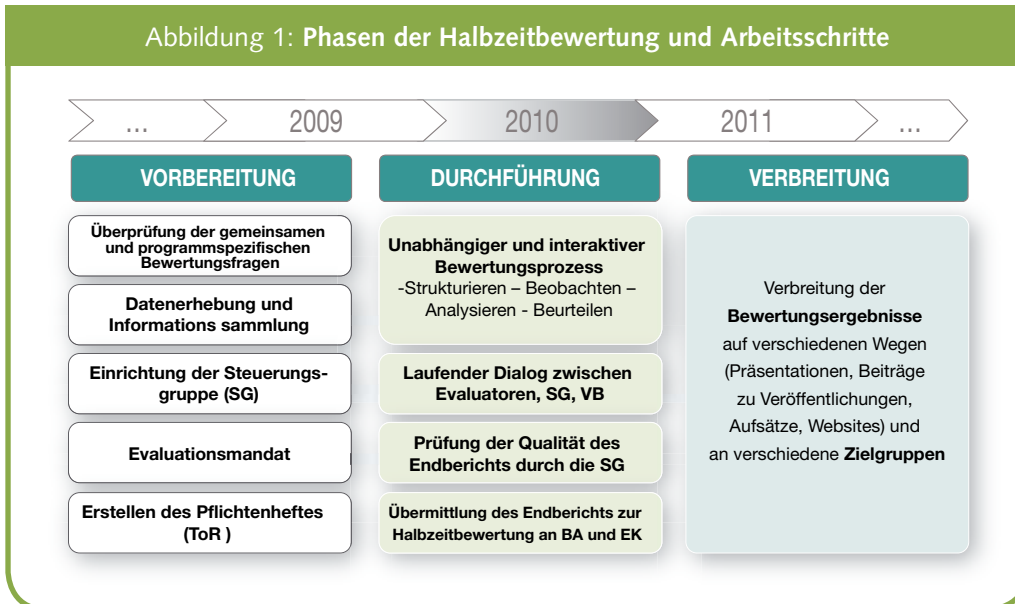 Abbildung 1: Phasen der Halbzeitbewertung und Arbeitsschritte
... 2009 2010 2011 ...
VORBEREITUNG
Überprüfung der gemeinsamen
und programmspezifischen
Bewertungsfragen
Datenerhebung und
Informations sammlung
Einrichtung der Steuerungs-
gruppe (SG)
Evaluationsmandat
Erstellen des Pflichtenheftes
(ToR )
DURCHFÜHRUNG
Unabhängiger und interaktiver
Bewertungsprozess
-Strukturieren – Beobachten –
Analysieren - Beurteilen
Laufender Dialog zwischen
Evaluatoren, SG, VB
Prüfung der Qualität des
Endberichts durch die SG
Übermittlung des Endberichts zur
Halbzeitbewertung an BA und EK
VERBREITUNG
Verbreitung der
Bewertungsergebnisse
auf verschiedenen Wegen
(Präsentationen, Beiträge
zu Veröffentlichungen,
Aufsätze, Websites) und
an verschiedene Zielgruppen